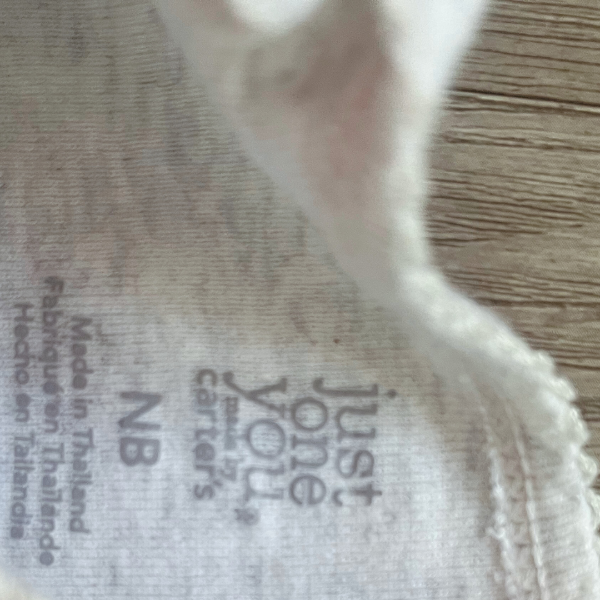 just
one
you®
made by
carter's
NB
Made in Thailand
Fabriqué en Thaïlande
Hecho en Tailandia